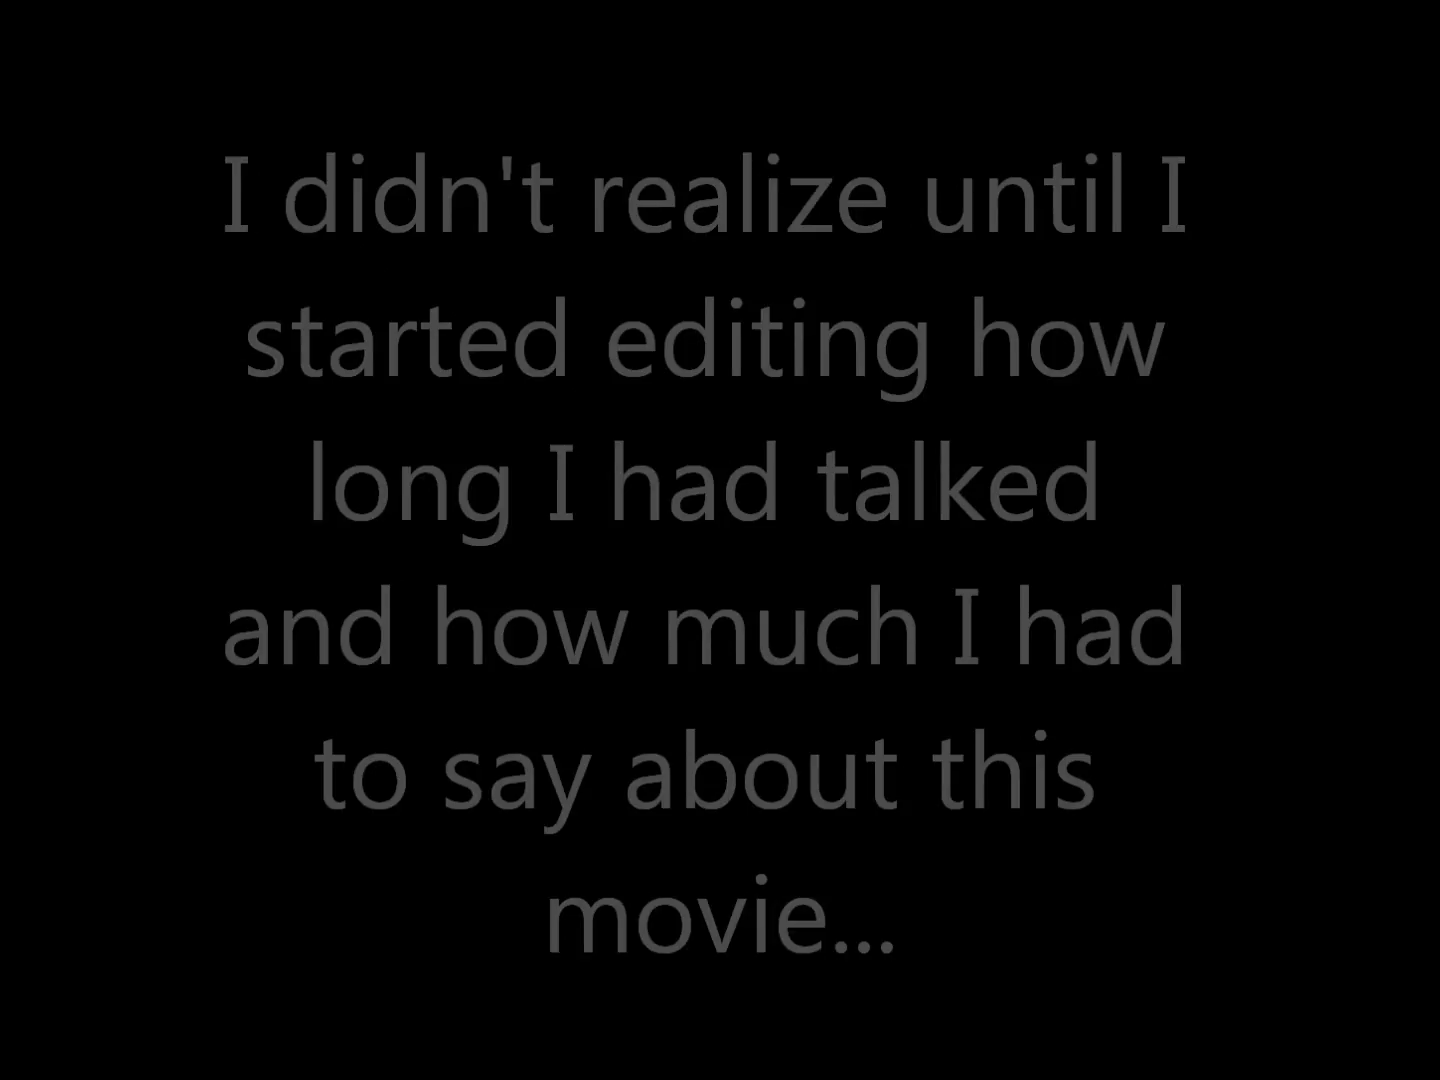 I didn't realize until I
started editing how
long I had talked
and how much I had
to say about this
movie...